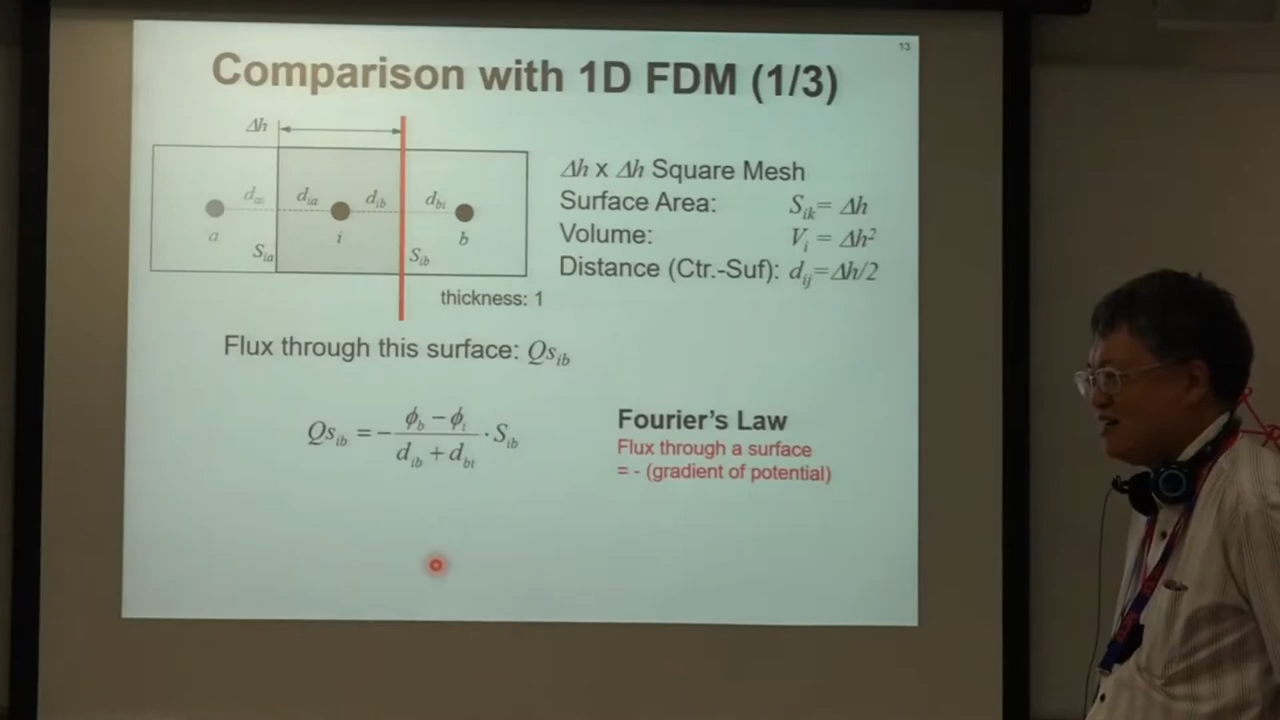 13
Comparison with 1D FDM (1/3)
Δh
d_ai d_ia d_ib d_bi
a i b
S_ia S_ib
thickness: 1
Δh x Δh Square Mesh
Surface Area: S_ik = Δh
Volume: V_i = Δh²
Distance (Ctr.-Suf): d_ij = Δh/2
Flux through this surface: Qs_ib
Qs_ib = − (ϕ_b − ϕ_i) / (d_ib + d_bi) · S_ib
Fourier's Law
Flux through a surface
= - (gradient of potential)